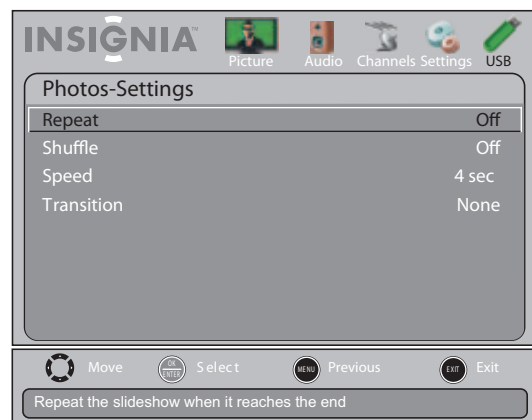 INSIGNIA™
Picture Audio Channels Settings USB
Photos-Settings
Repeat Off
Shuffle Off
Speed 4 sec
Transition None
Move OK ENTER Select MENU Previous EXIT Exit
Repeat the slideshow when it reaches the end